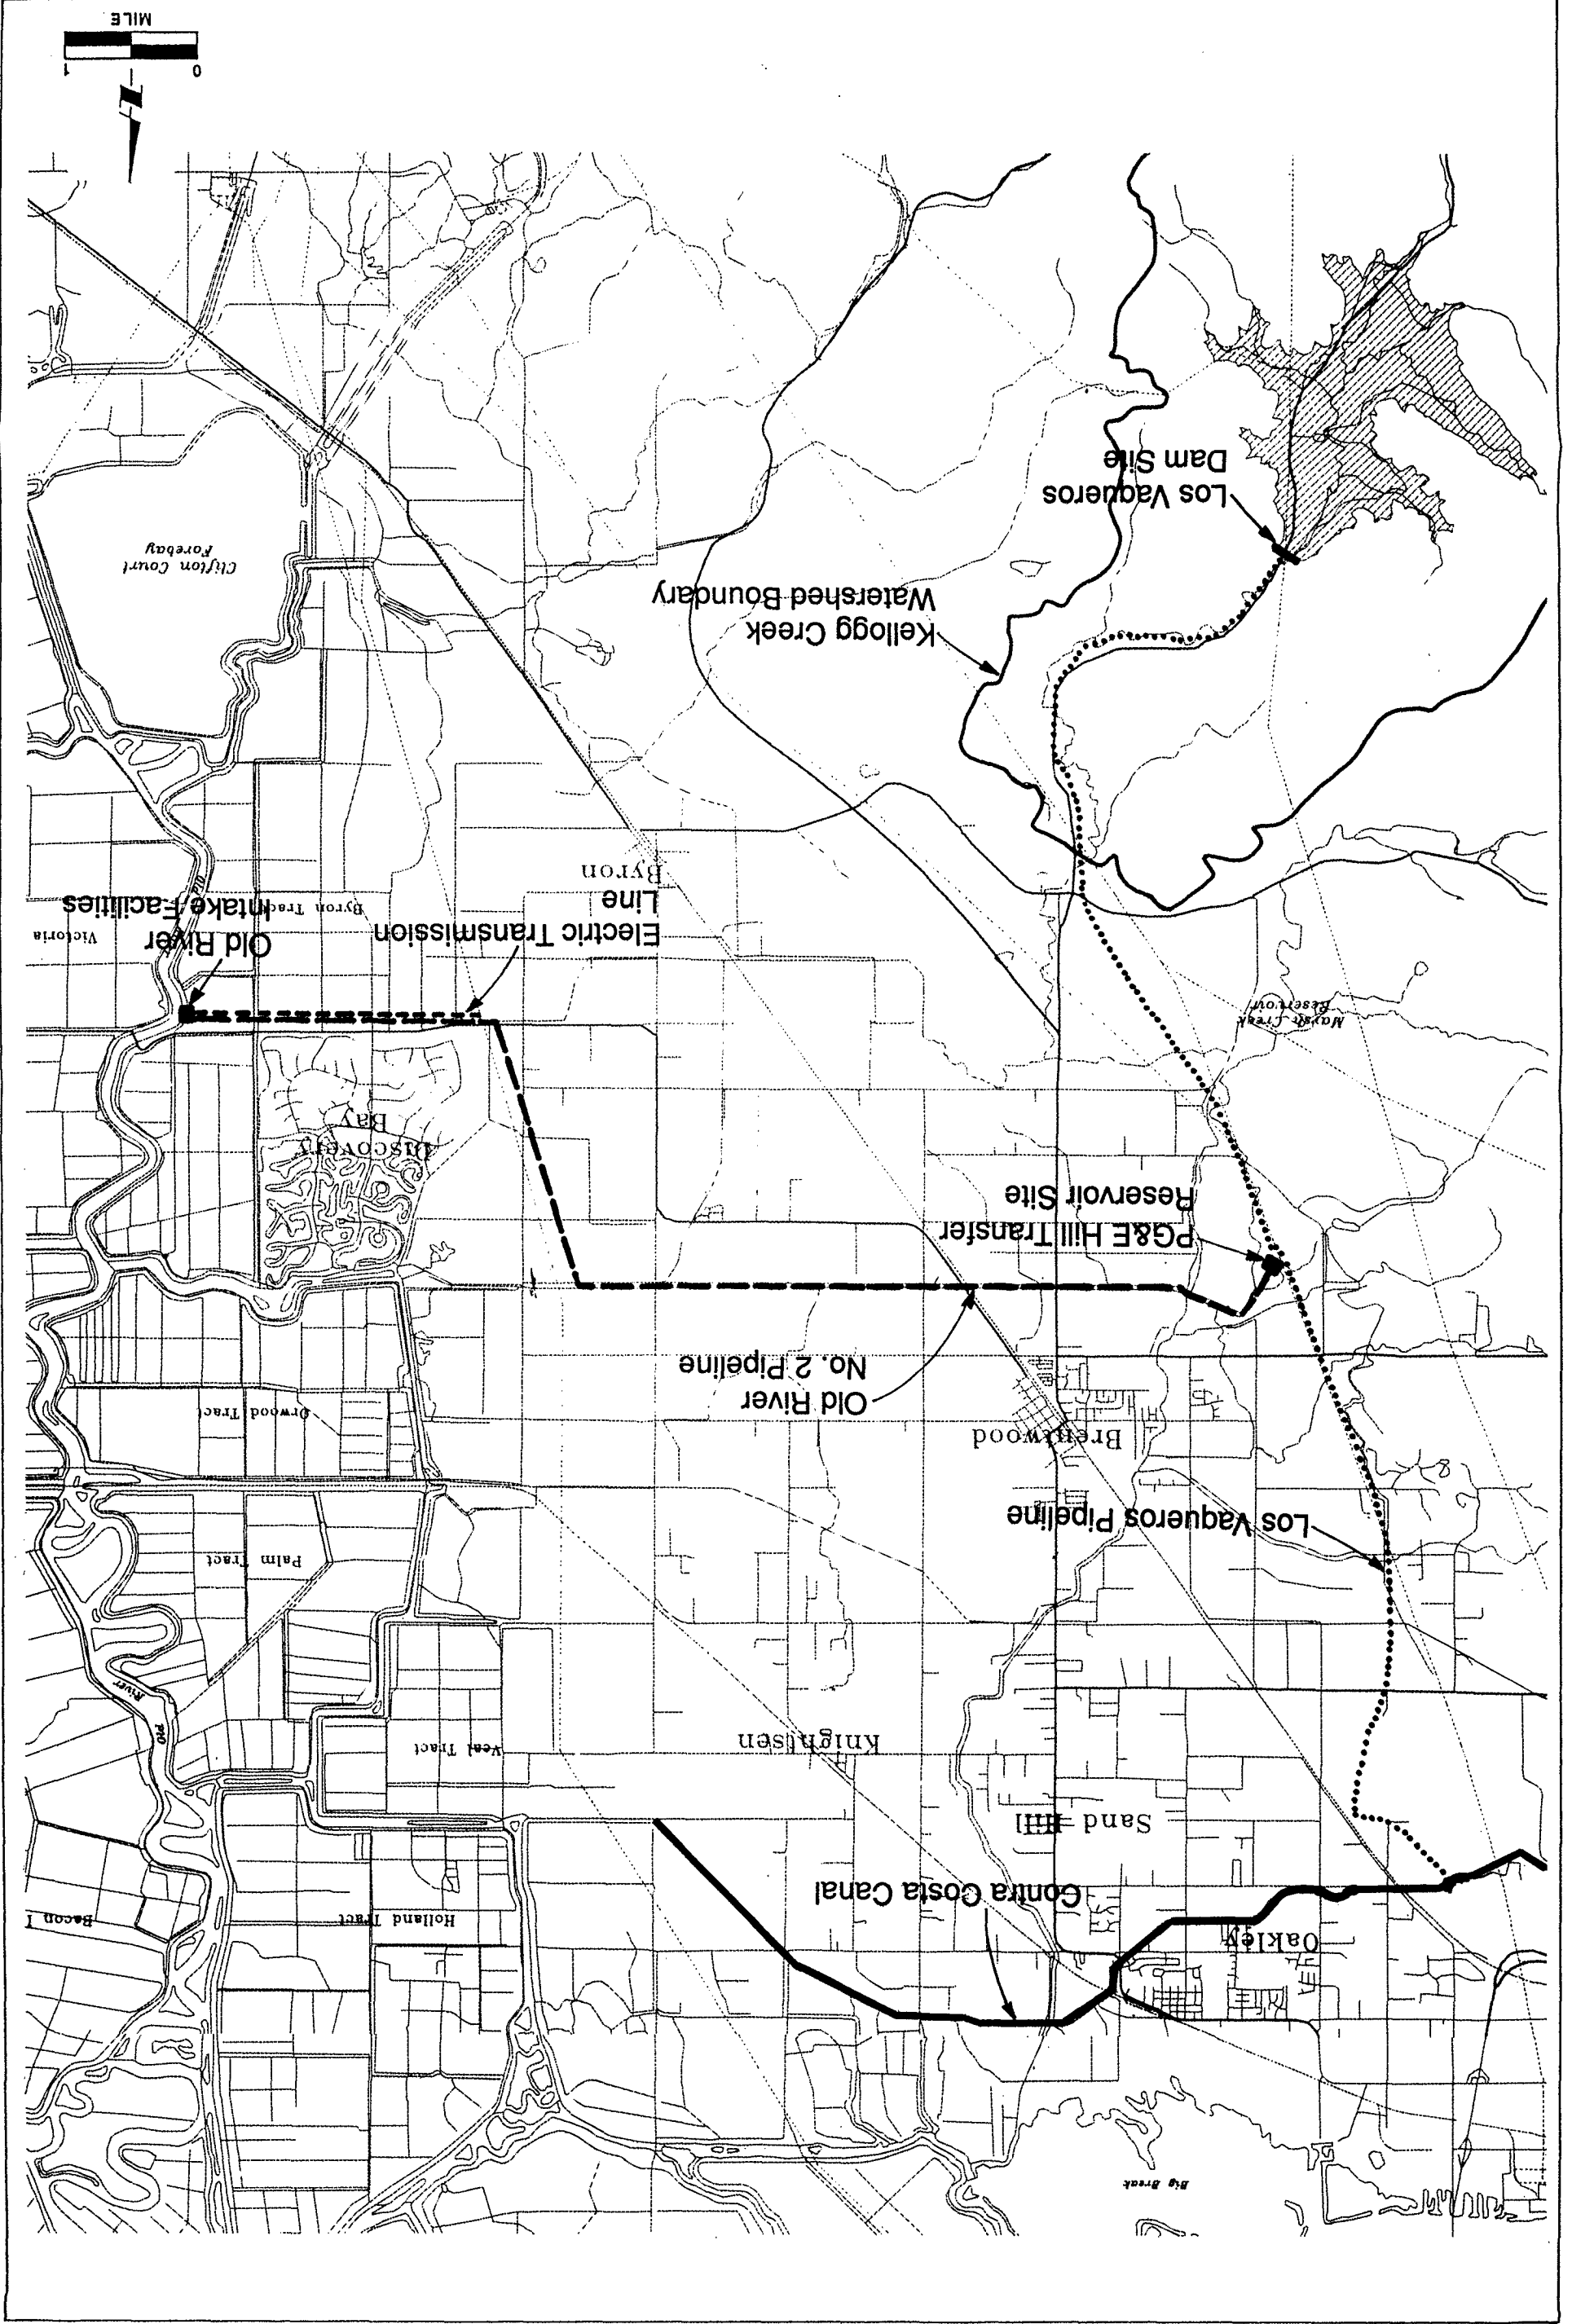 Big Break
Oakley
Contra Costa Canal
Holland Tract
Bacon I
Sand Hill
Knightsen
Veal Tract
Old
River
Los Vaqueros Pipeline
Palm Tract
Brentwood
Old River
No. 2 Pipeline
Orwood Tract
PG&E Hill Transfer
Reservoir Site
Discovery
Bay
Marsh Creek
Reservoir
Electric Transmission
Line
Byron
Old River
Intake Facilities
Victoria
Byron Tract
Old
Kellogg Creek
Watershed Boundary
Clifton Court
Forebay
Los Vaqueros
Dam Site
N
0 1
MILE